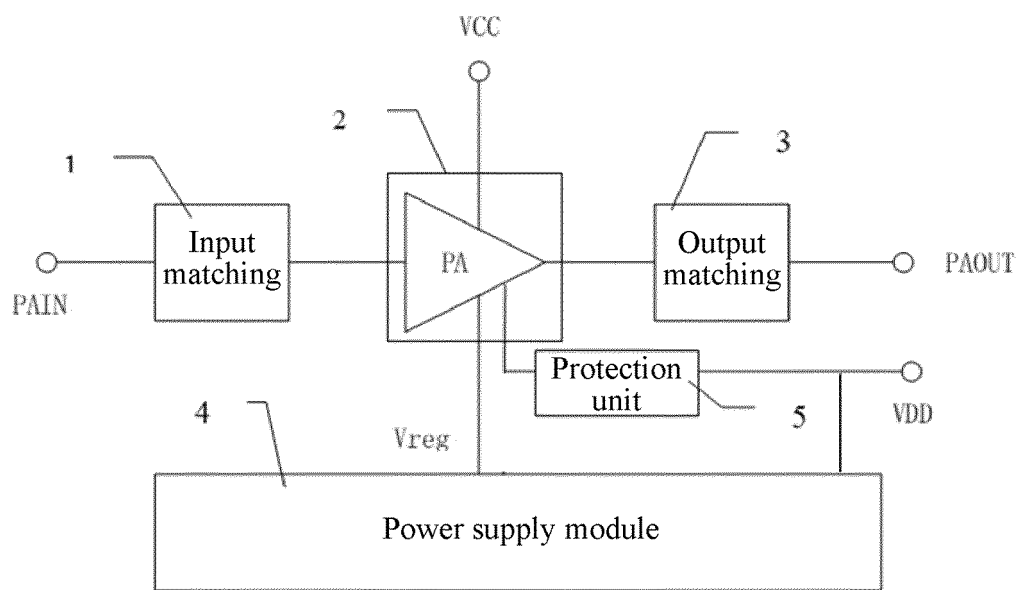 VCC
2
3
1
Input
matching
PA
Output
matching
PAIN
PAOUT
Protection
unit
5
VDD
4
Vreg
Power supply module